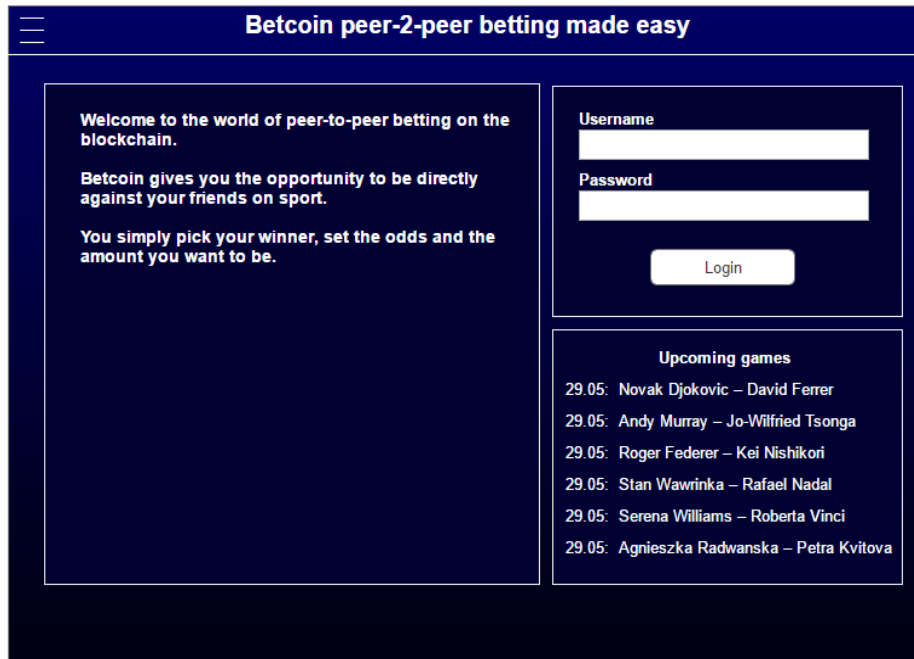 Betcoin peer-2-peer betting made easy
Welcome to the world of peer-to-peer betting on the
blockchain.
Betcoin gives you the opportunity to be directly
against your friends on sport.
You simply pick your winner, set the odds and the
amount you want to be.
Username
Password
Login
Upcoming games
29.05: Novak Djokovic – David Ferrer
29.05: Andy Murray – Jo-Wilfried Tsonga
29.05: Roger Federer – Kei Nishikori
29.05: Stan Wawrinka – Rafael Nadal
29.05: Serena Williams – Roberta Vinci
29.05: Agnieszka Radwanska – Petra Kvitova